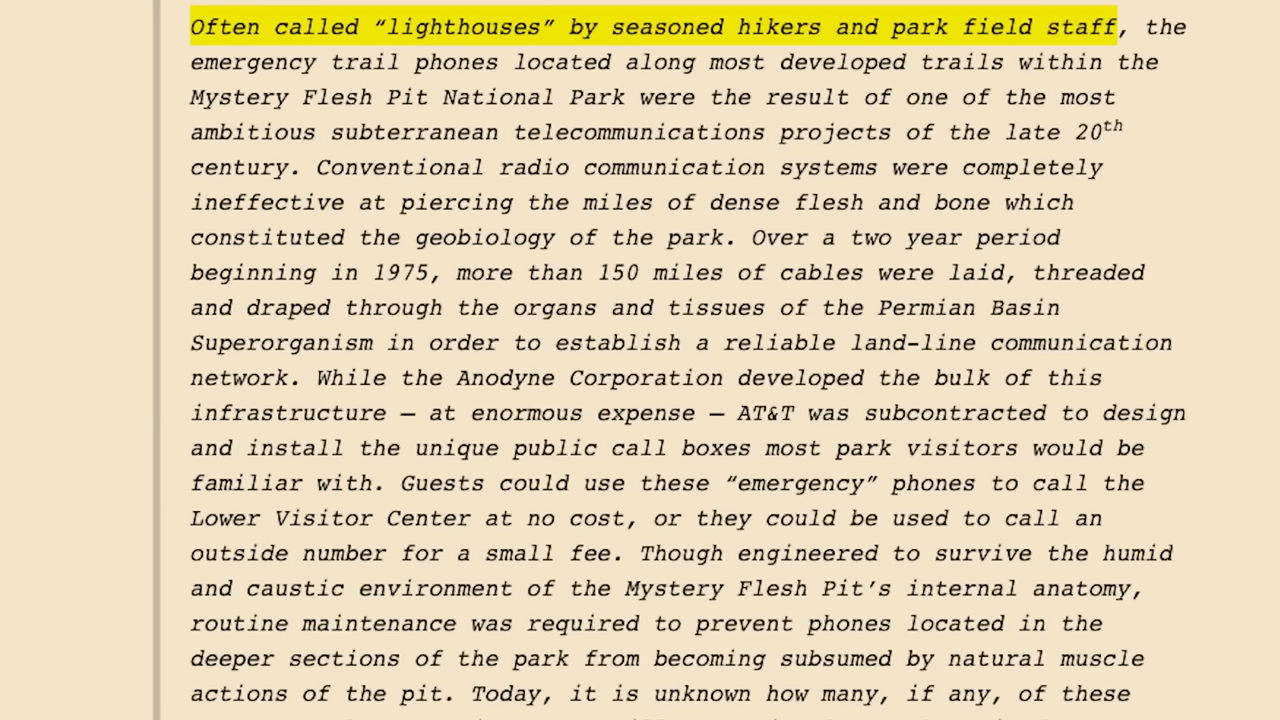 Often called “lighthouses” by seasoned hikers and park field staff, the
emergency trail phones located along most developed trails within the
Mystery Flesh Pit National Park were the result of one of the most
ambitious subterranean telecommunications projects of the late 20th
century. Conventional radio communication systems were completely
ineffective at piercing the miles of dense flesh and bone which
constituted the geobiology of the park. Over a two year period
beginning in 1975, more than 150 miles of cables were laid, threaded
and draped through the organs and tissues of the Permian Basin
Superorganism in order to establish a reliable land-line communication
network. While the Anodyne Corporation developed the bulk of this
infrastructure — at enormous expense — AT&T was subcontracted to design
and install the unique public call boxes most park visitors would be
familiar with. Guests could use these “emergency” phones to call the
Lower Visitor Center at no cost, or they could be used to call an
outside number for a small fee. Though engineered to survive the humid
and caustic environment of the Mystery Flesh Pit’s internal anatomy,
routine maintenance was required to prevent phones located in the
deeper sections of the park from becoming subsumed by natural muscle
actions of the pit. Today, it is unknown how many, if any, of these